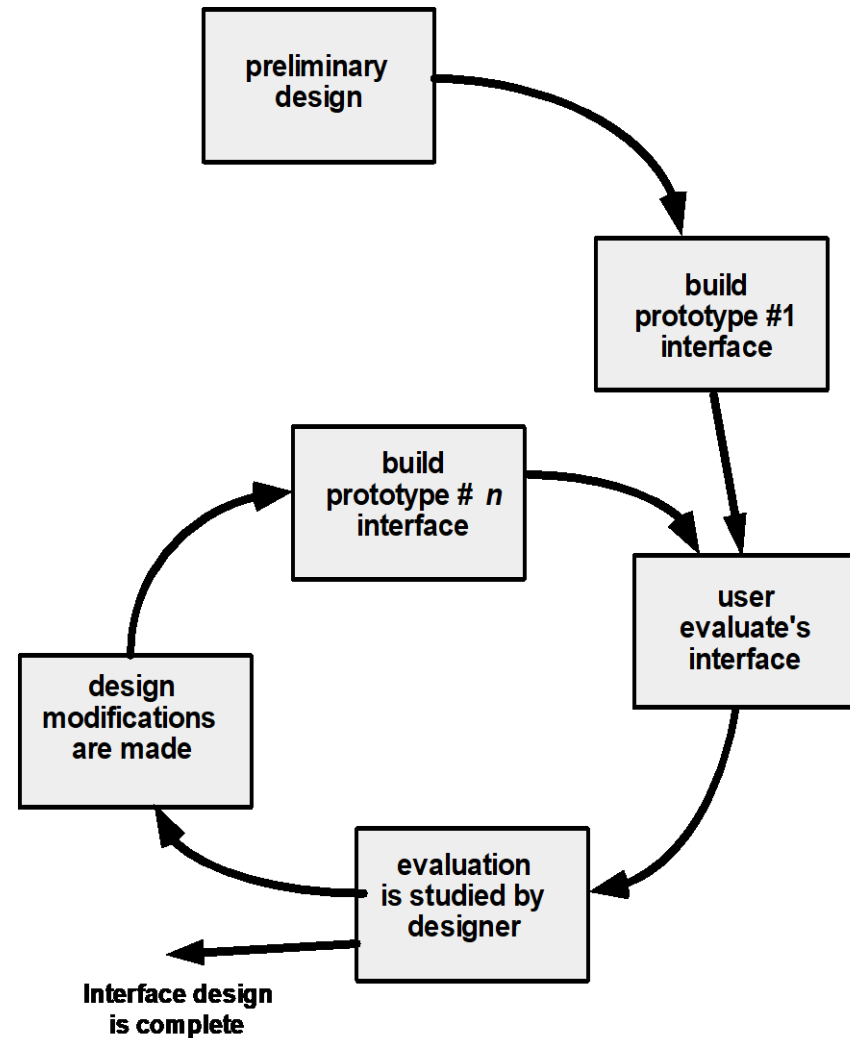 preliminary
design
build
prototype #1
interface
build
prototype # n
interface
user
evaluate's
interface
design
modifications
are made
evaluation
is studied by
designer
Interface design
is complete